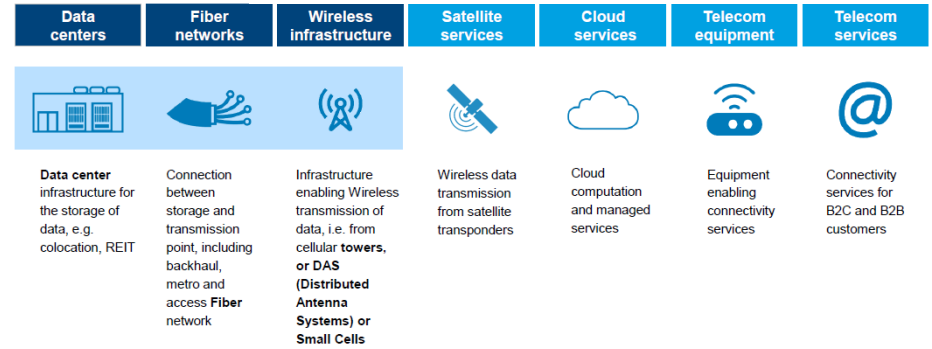 Data
centers
Fiber
networks
Wireless
infrastructure
Satellite
services
Cloud
services
Telecom
equipment
Telecom
services
@
Data center
infrastructure for
the storage of
data, e.g.
colocation, REIT
Connection
between
storage and
transmission
point, including
backhaul,
metro and
access Fiber
network
Infrastructure
enabling Wireless
transmission of
data, i.e. from
cellular towers,
or DAS
(Distributed
Antenna
Systems) or
Small Cells
Wireless data
transmission
from satellite
transponders
Cloud
computation
and managed
services
Equipment
enabling
connectivity
services
Connectivity
services for
B2C and B2B
customers